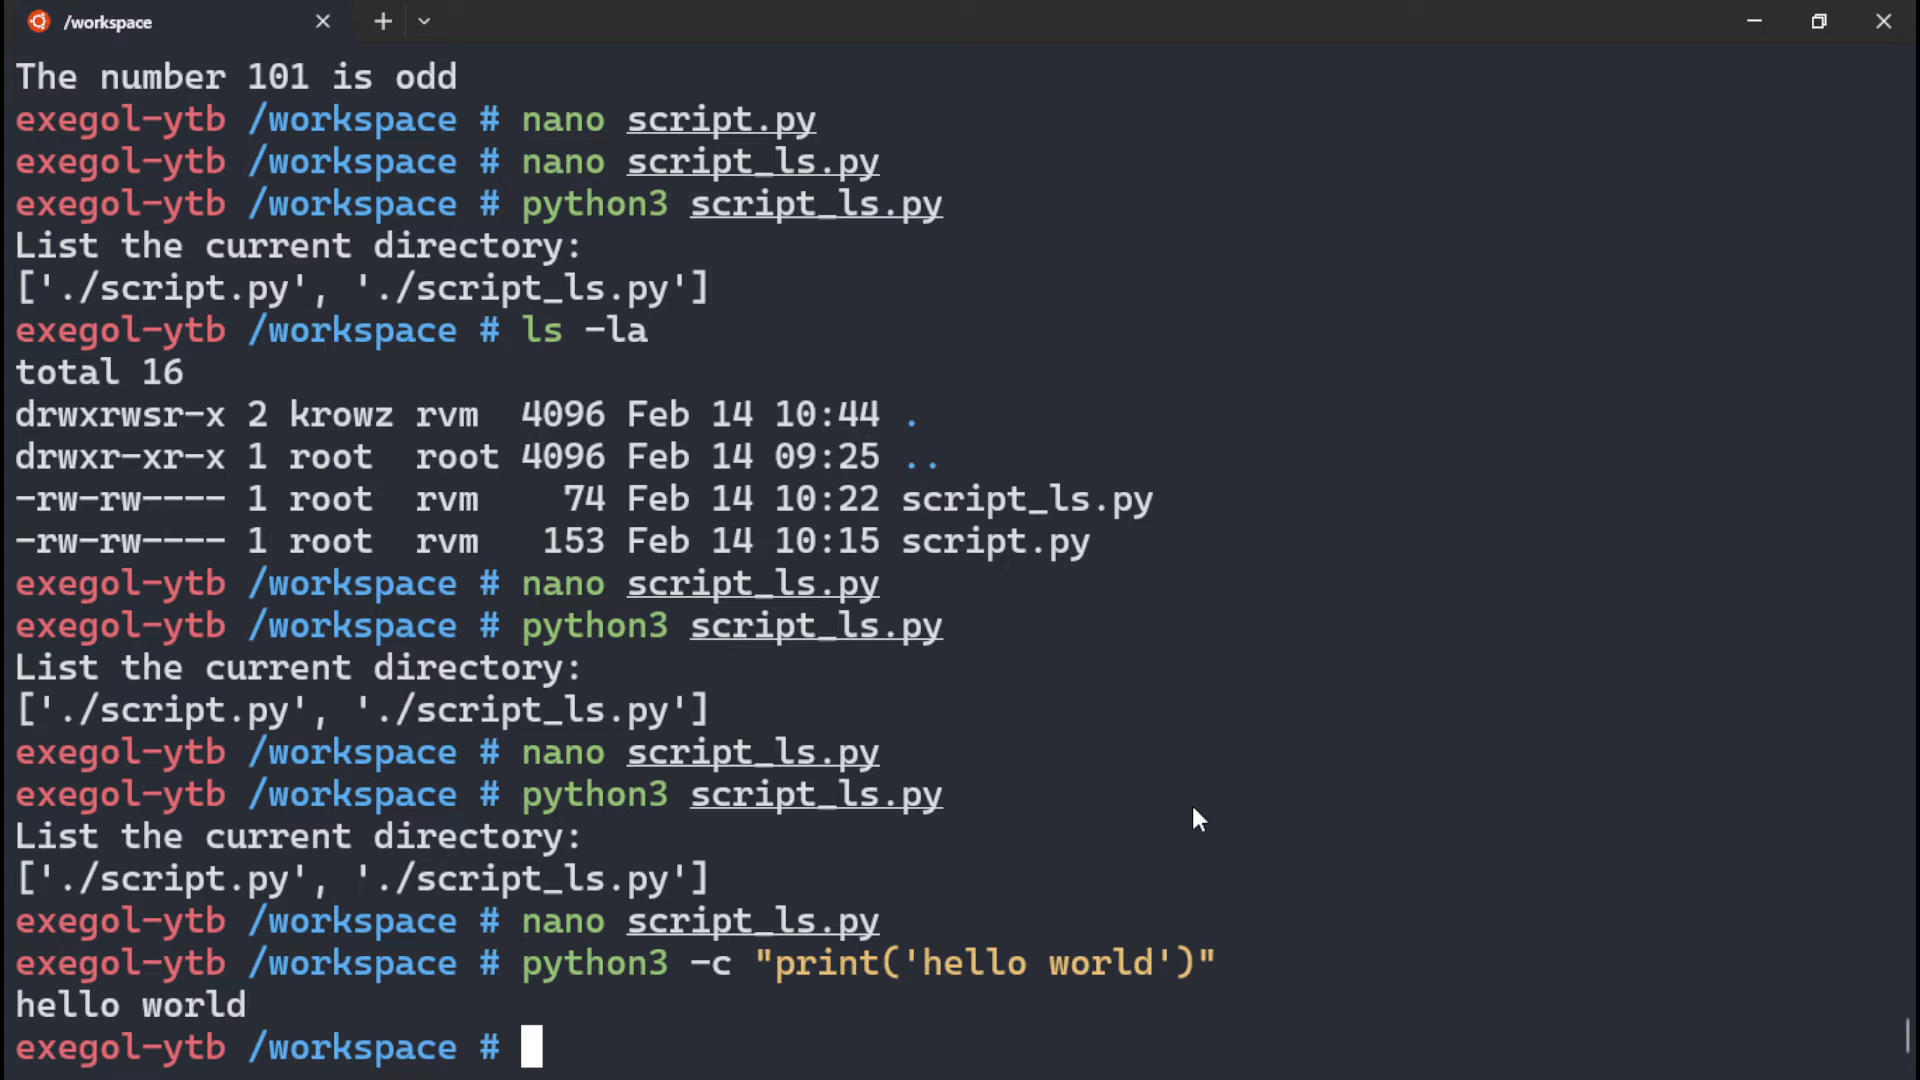 /workspace
The number 101 is odd
exegol-ytb /workspace # nano script.py
exegol-ytb /workspace # nano script_ls.py
exegol-ytb /workspace # python3 script_ls.py
List the current directory:
['./script.py', './script_ls.py']
exegol-ytb /workspace # ls -la
total 16
drwxrwsr-x 2 krowz rvm  4096 Feb 14 10:44 .
drwxr-xr-x 1 root  root 4096 Feb 14 09:25 ..
-rw-rw---- 1 root  rvm    74 Feb 14 10:22 script_ls.py
-rw-rw---- 1 root  rvm   153 Feb 14 10:15 script.py
exegol-ytb /workspace # nano script_ls.py
exegol-ytb /workspace # python3 script_ls.py
List the current directory:
['./script.py', './script_ls.py']
exegol-ytb /workspace # nano script_ls.py
exegol-ytb /workspace # python3 script_ls.py
List the current directory:
['./script.py', './script_ls.py']
exegol-ytb /workspace # nano script_ls.py
exegol-ytb /workspace # python3 -c "print('hello world')"
hello world
exegol-ytb /workspace #